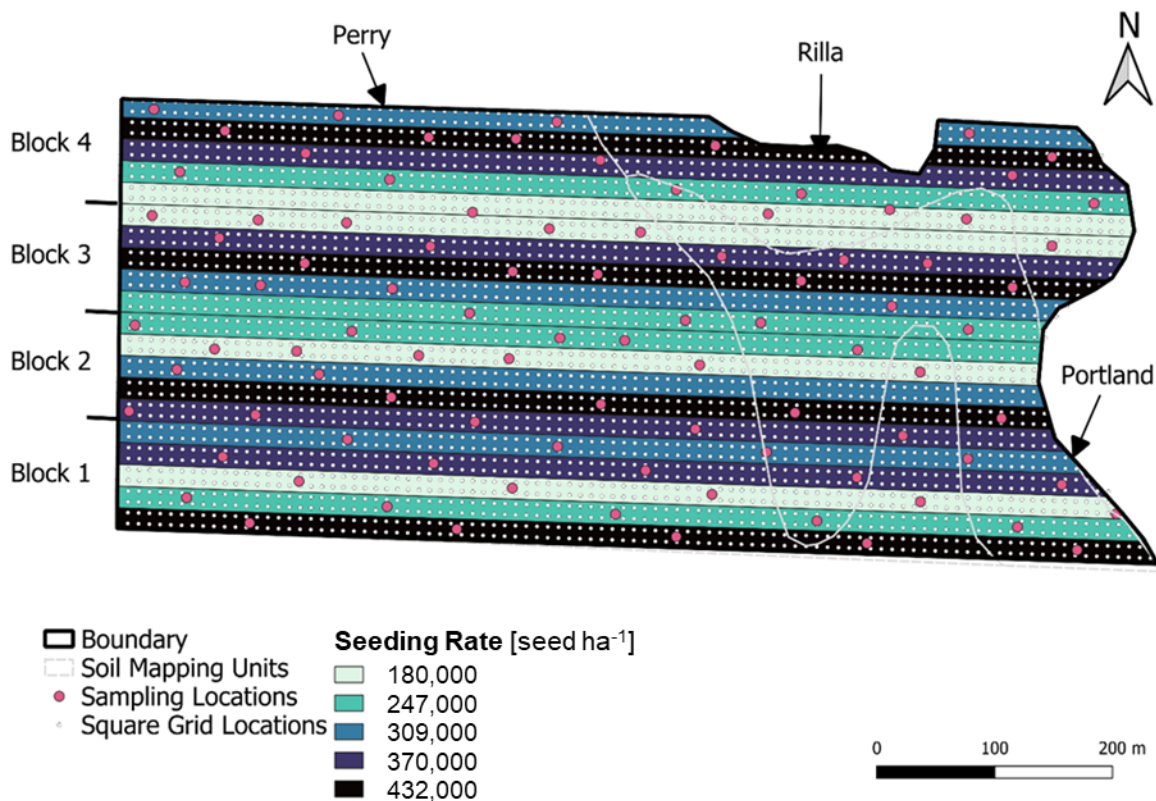 Perry
Rilla
N
Block 4
Block 3
Block 2
Portland
Block 1
Boundary
Soil Mapping Units
Sampling Locations
Square Grid Locations
Seeding Rate [seed ha⁻¹]
180,000
247,000
309,000
370,000
432,000
0 100 200 m